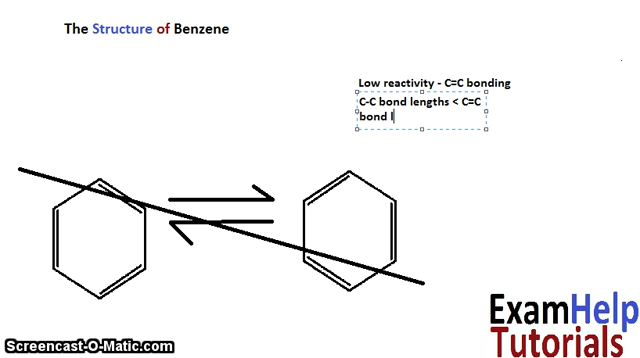 The Structure of Benzene
Low reactivity - C=C bonding
C-C bond lengths < C=C
bond l
ExamHelp
Tutorials
Screencast-O-Matic.com